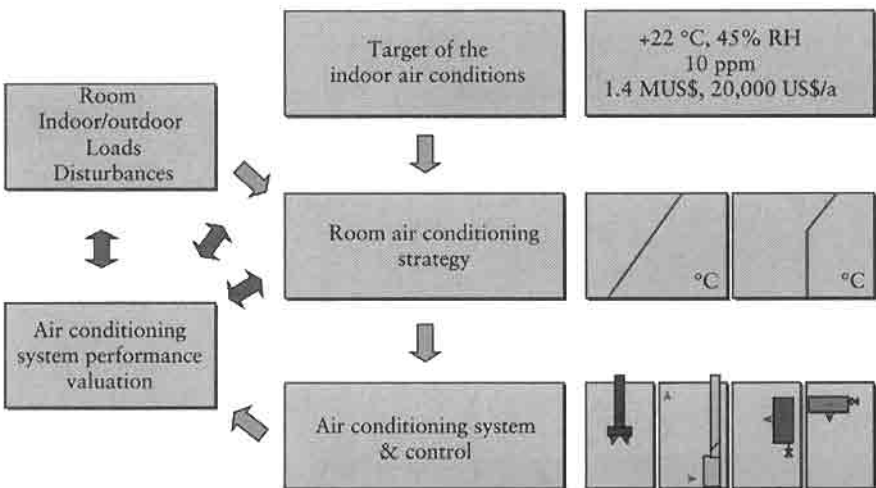 Target of the
indoor air conditions
+22 °C, 45% RH
10 ppm
1.4 MUS$, 20,000 US$/a
Room
Indoor/outdoor
Loads
Disturbances
Room air conditioning
strategy
°C
°C
Air conditioning
system performance
valuation
Air conditioning system
& control